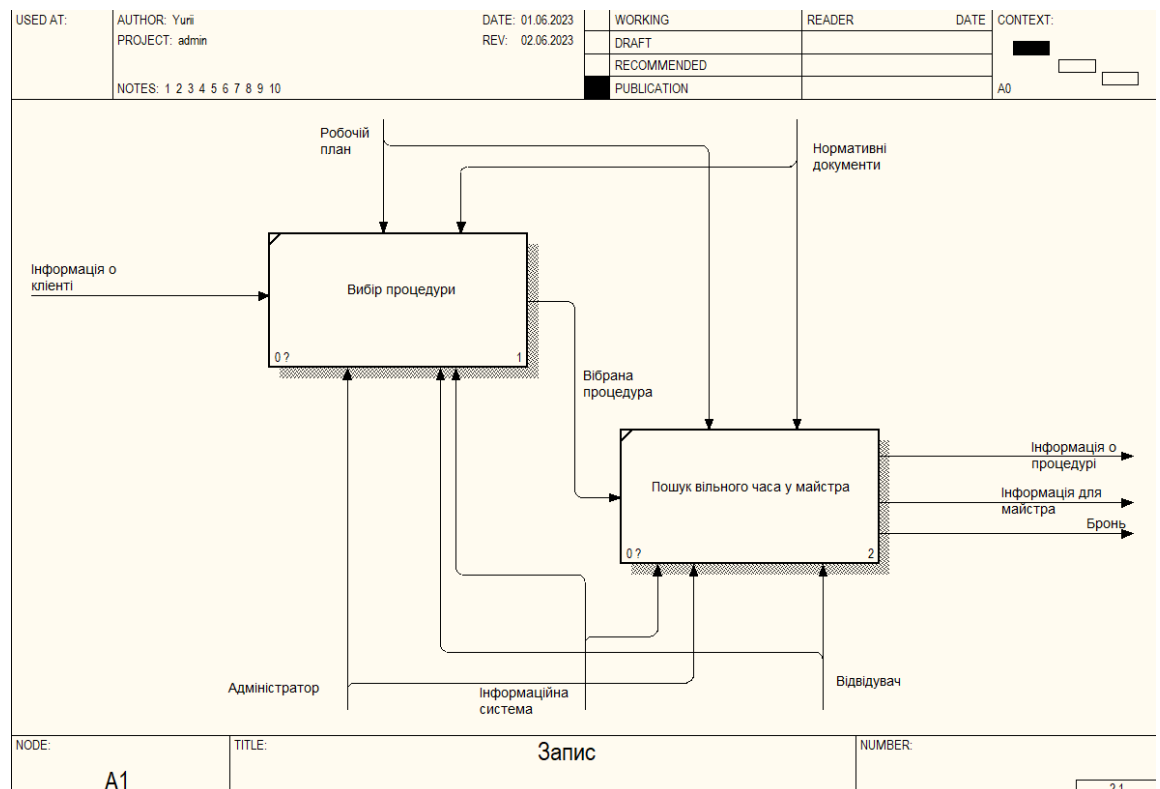 USED AT:
AUTHOR: Yurii
DATE: 01.06.2023
WORKING
READER
DATE
CONTEXT:
PROJECT: admin
REV: 02.06.2023
DRAFT
RECOMMENDED
NOTES: 1 2 3 4 5 6 7 8 9 10
PUBLICATION
A0
Робочій
план
Нормативні
документи
Інформація о
кліенті
Вибір процедури
0 ?
1
Вібрана
процедура
Пошук вільного часа у майстра
0 ?
2
Інформація о
процедурі
Інформація для
майстра
Бронь
Адміністратор
Інформаційна
система
Відвідувач
NODE:
TITLE:
Запис
NUMBER:
A1